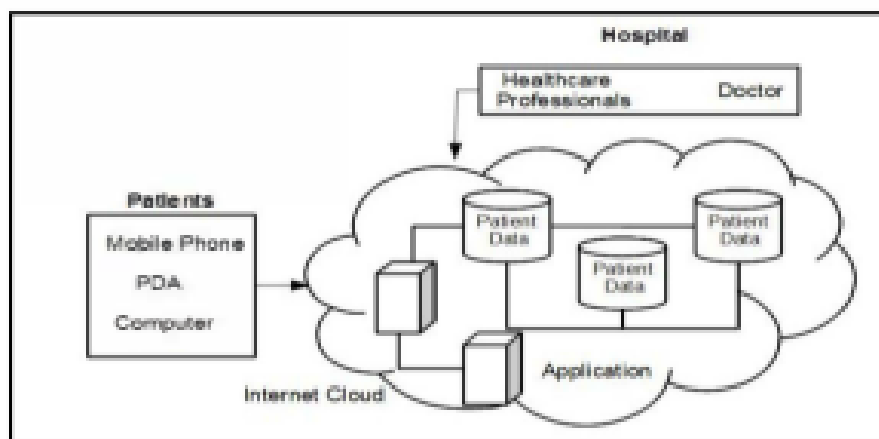 Hospital
Healthcare
Professionals Doctor
Patients
Mobile Phone
PDA
Computer
Patient
Data
Patient
Data
Patient
Data
Internet Cloud
Application